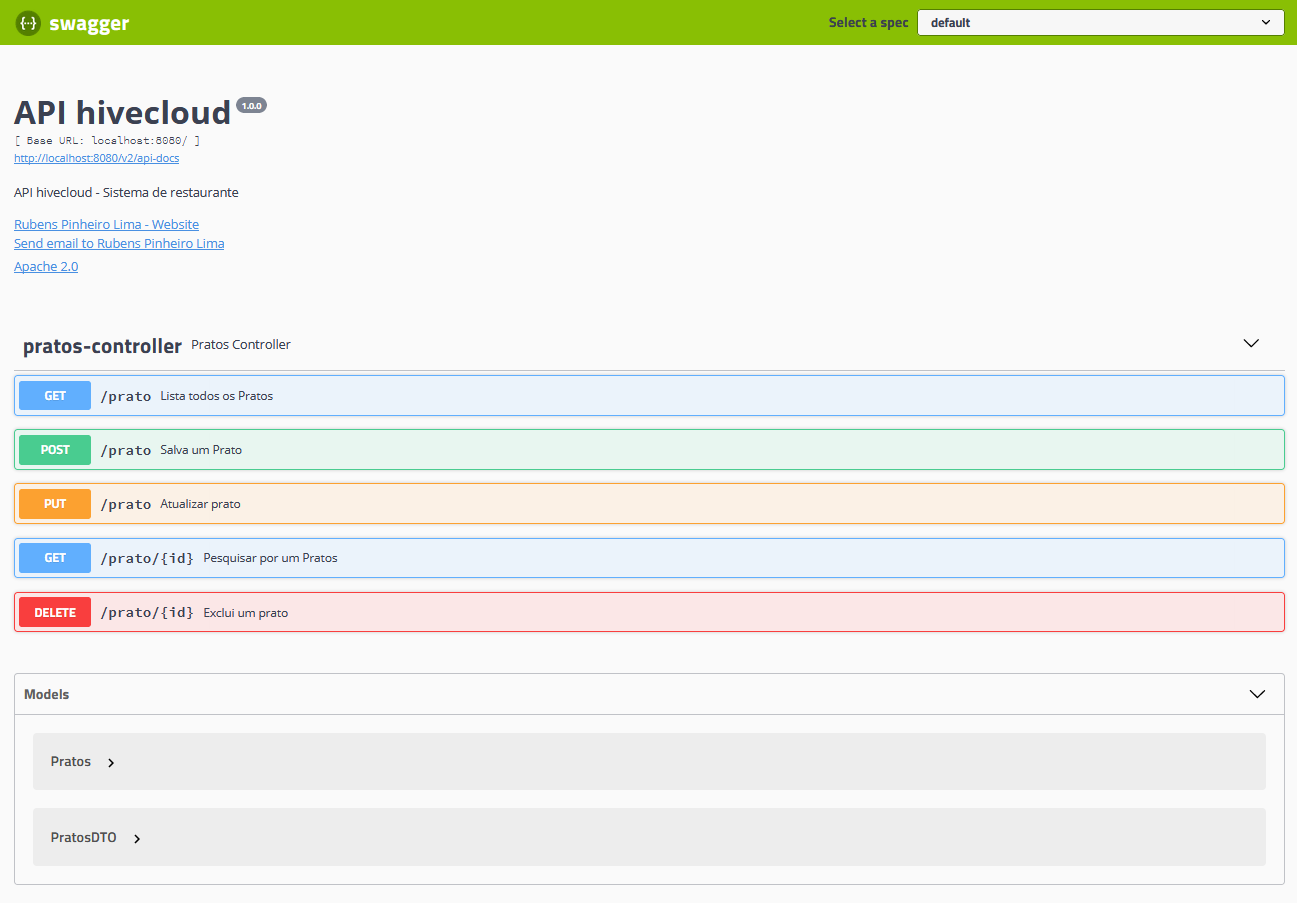 {···} swagger Select a spec default
API hivecloud 1.0.0
[ Base URL: localhost:8080/ ]
http://localhost:8080/v2/api-docs
API hivecloud - Sistema de restaurante
Rubens Pinheiro Lima - Website
Send email to Rubens Pinheiro Lima
Apache 2.0
pratos-controller Pratos Controller
GET /prato Lista todos os Pratos
POST /prato Salva um Prato
PUT /prato Atualizar prato
GET /prato/{id} Pesquisar por um Pratos
DELETE /prato/{id} Exclui um prato
Models
Pratos
PratosDTO